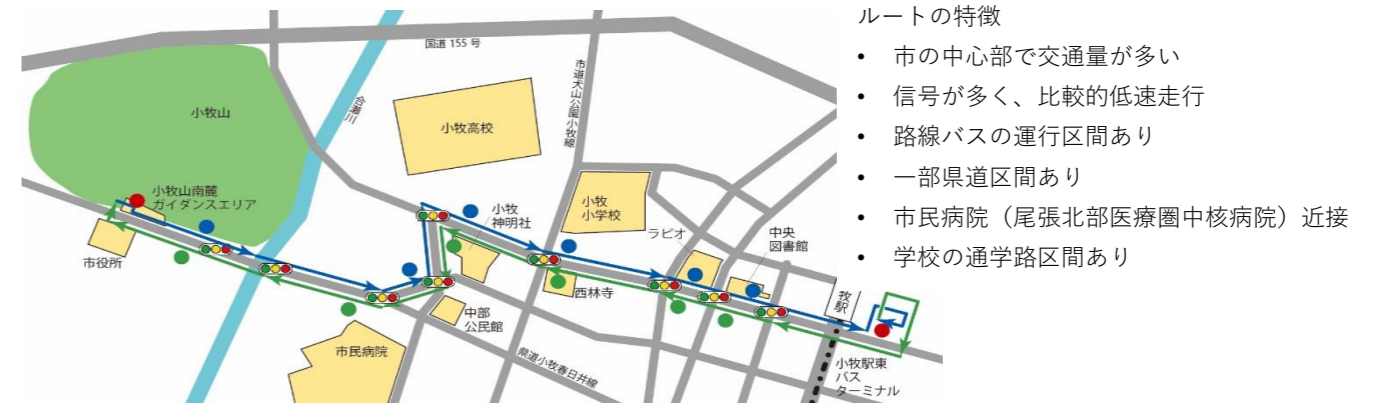 国道 155 号
市道犬山公園小牧線
合瀬川
小牧山
小牧高校
小牧山南麓
ガイダンスエリア
市役所
小牧
神明社
小牧
小学校
ラピオ
中央
図書館
西林寺
中部
公民館
市民病院
県道小牧春日井線
牧駅
小牧駅東
バス
ターミナル
ルートの特徴
• 市の中心部で交通量が多い
• 信号が多く、比較的低速走行
• 路線バスの運行区間あり
• 一部県道区間あり
• 市民病院（尾張北部医療圏中核病院）近接
• 学校の通学路区間あり